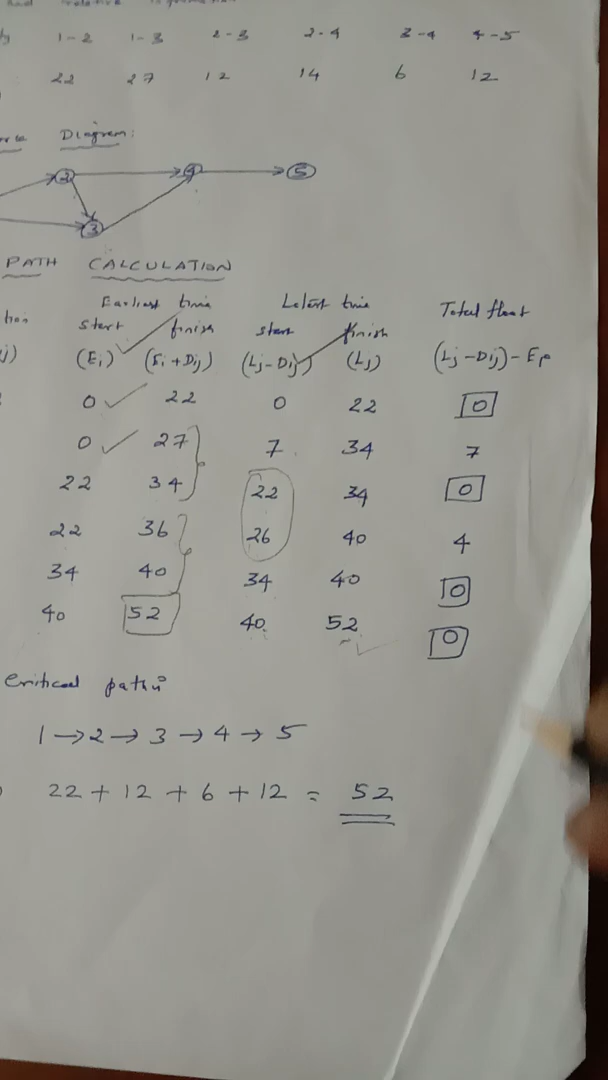 and
1-2 1-3 2-3 2-4 3-4 4-5
22 27 12 14 6 12
Diagram:
2 4 5
3
PATH CALCULATION
Earliest time Latest time Total float
start finish start finish
(Ei) (Ei + Dij) (Lj-Dij) (Lj) (Lj-Dij)-Ei
0 22 0 22 0
0 27 7 34 7
22 34 22 34 0
22 36 26 40 4
34 40 34 40 0
40 52 40 52 0
critical path:
1 → 2 → 3 → 4 → 5
22 + 12 + 6 + 12 = 52